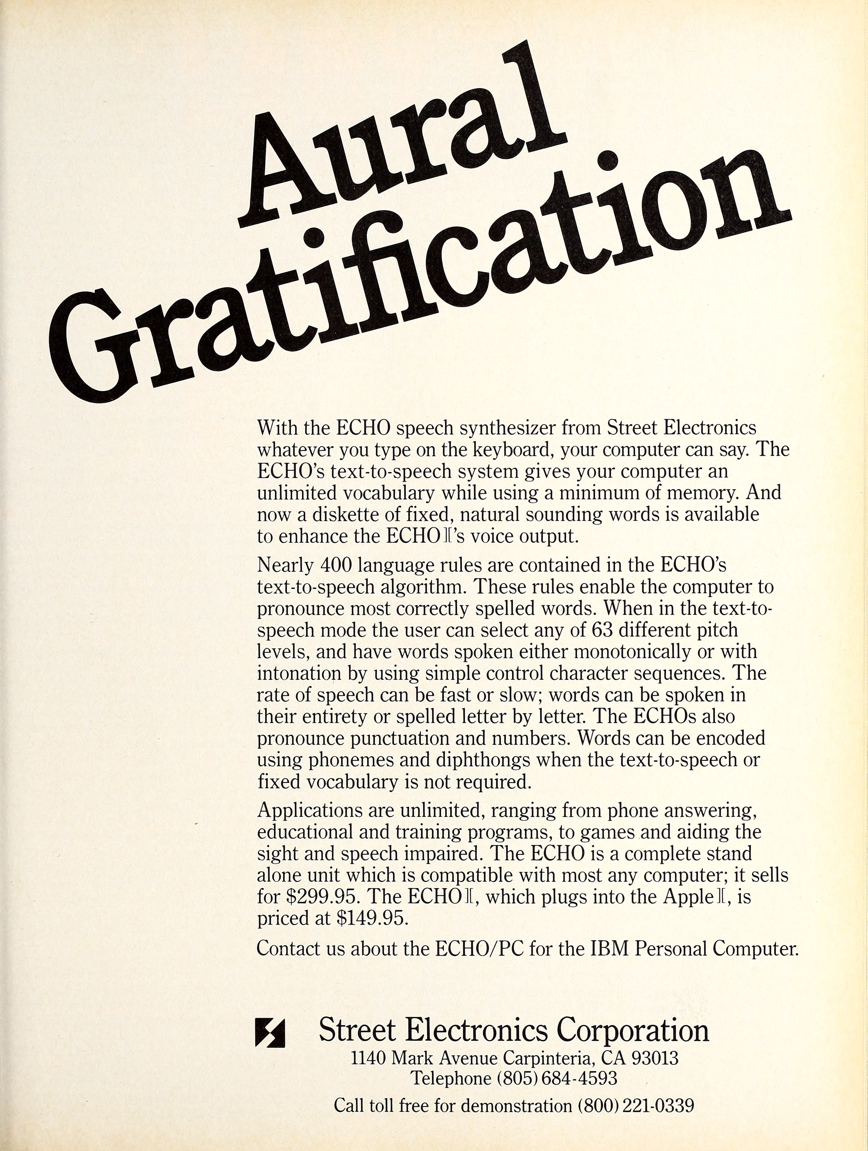 Aural
Gratification
With the ECHO speech synthesizer from Street Electronics
whatever you type on the keyboard, your computer can say. The
ECHO's text-to-speech system gives your computer an
unlimited vocabulary while using a minimum of memory. And
now a diskette of fixed, natural sounding words is available
to enhance the ECHO ]['s voice output.
Nearly 400 language rules are contained in the ECHO's
text-to-speech algorithm. These rules enable the computer to
pronounce most correctly spelled words. When in the text-to-
speech mode the user can select any of 63 different pitch
levels, and have words spoken either monotonically or with
intonation by using simple control character sequences. The
rate of speech can be fast or slow; words can be spoken in
their entirety or spelled letter by letter. The ECHOs also
pronounce punctuation and numbers. Words can be encoded
using phonemes and diphthongs when the text-to-speech or
fixed vocabulary is not required.
Applications are unlimited, ranging from phone answering,
educational and training programs, to games and aiding the
sight and speech impaired. The ECHO is a complete stand
alone unit which is compatible with most any computer; it sells
for $299.95. The ECHO ][, which plugs into the Apple ][, is
priced at $149.95.
Contact us about the ECHO/PC for the IBM Personal Computer.
Street Electronics Corporation
1140 Mark Avenue Carpinteria, CA 93013
Telephone (805) 684-4593
Call toll free for demonstration (800) 221-0339